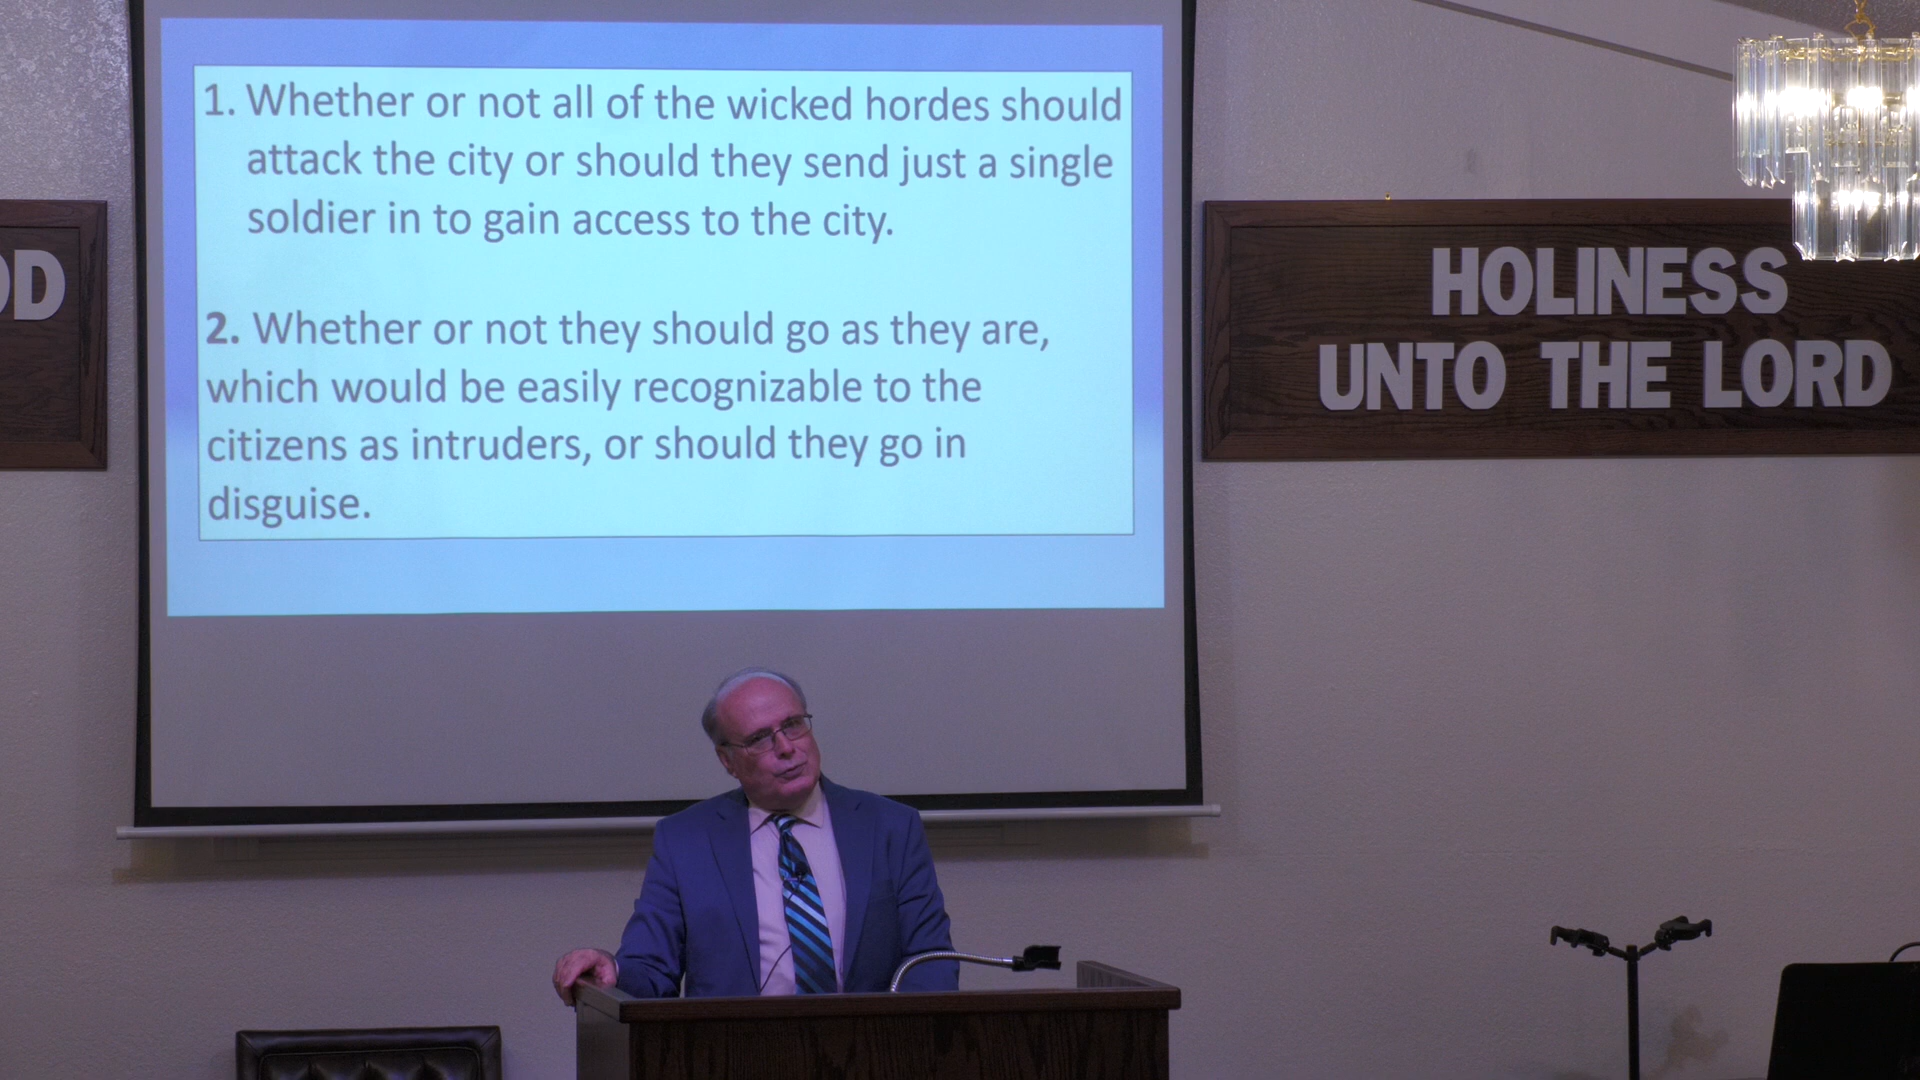 1. Whether or not all of the wicked hordes should
attack the city or should they send just a single
soldier in to gain access to the city.
2. Whether or not they should go as they are,
which would be easily recognizable to the
citizens as intruders, or should they go in
disguise.
OD
HOLINESS
UNTO THE LORD